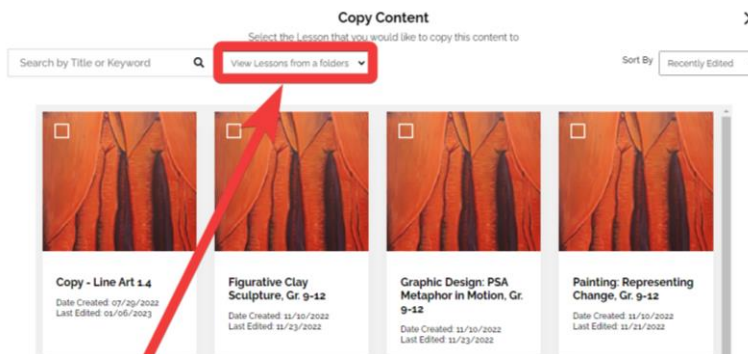 Copy Content
Select the Lesson that you would like to copy this content to
Search by Title or Keyword
View Lessons from a folders
Sort By
Recently Edited
Copy - Line Art 1.4
Date Created: 07/29/2022
Last Edited: 01/06/2023
Figurative Clay
Sculpture, Gr. 9-12
Date Created: 11/10/2022
Last Edited: 11/23/2022
Graphic Design: PSA
Metaphor in Motion, Gr.
9-12
Date Created: 11/10/2022
Last Edited: 11/23/2022
Painting: Representing
Change, Gr. 9-12
Date Created: 11/10/2022
Last Edited: 11/21/2022